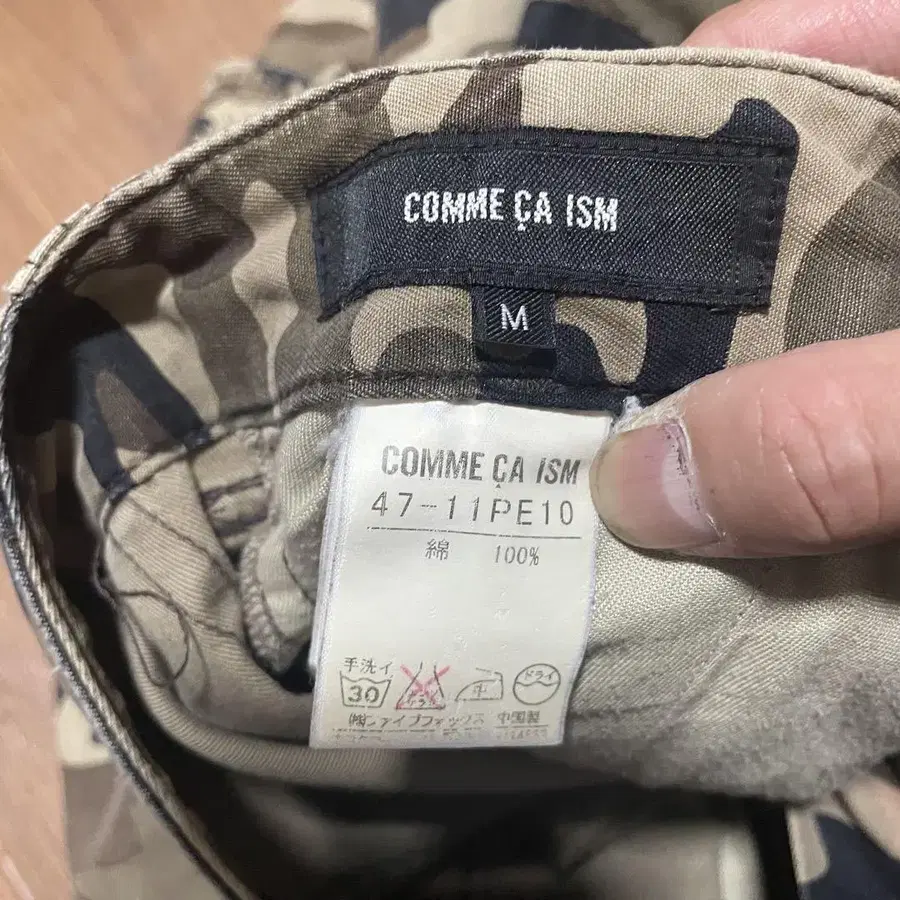 COMME ÇA ISM
M
COMME ÇA ISM
47-11PE10
綿 100%
手洗イ
30
ドライ
中
㈱ファイブフォックス 中国製